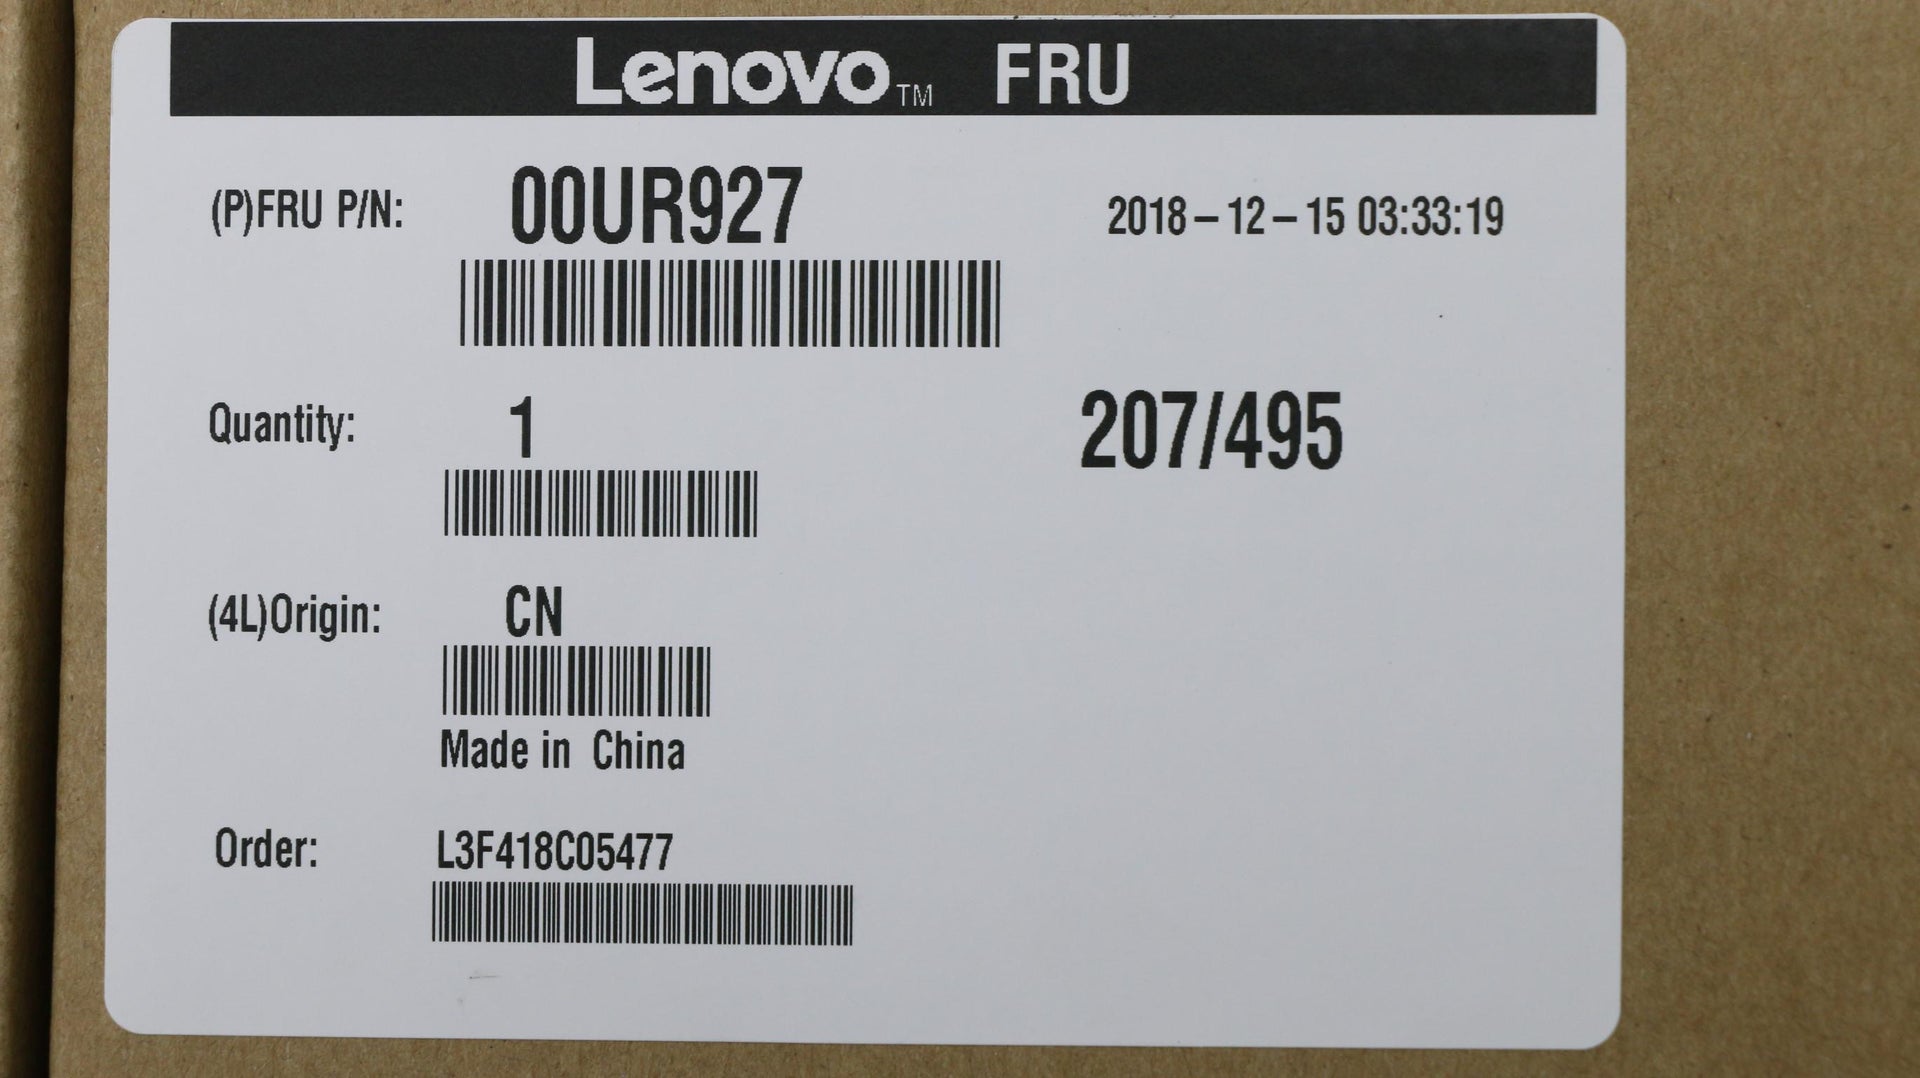 Lenovo™ FRU
(P)FRU P/N: 00UR927 2018-12-15 03:33:19
Quantity: 1 207/495
(4L)Origin: CN
Made in China
Order: L3F418C05477